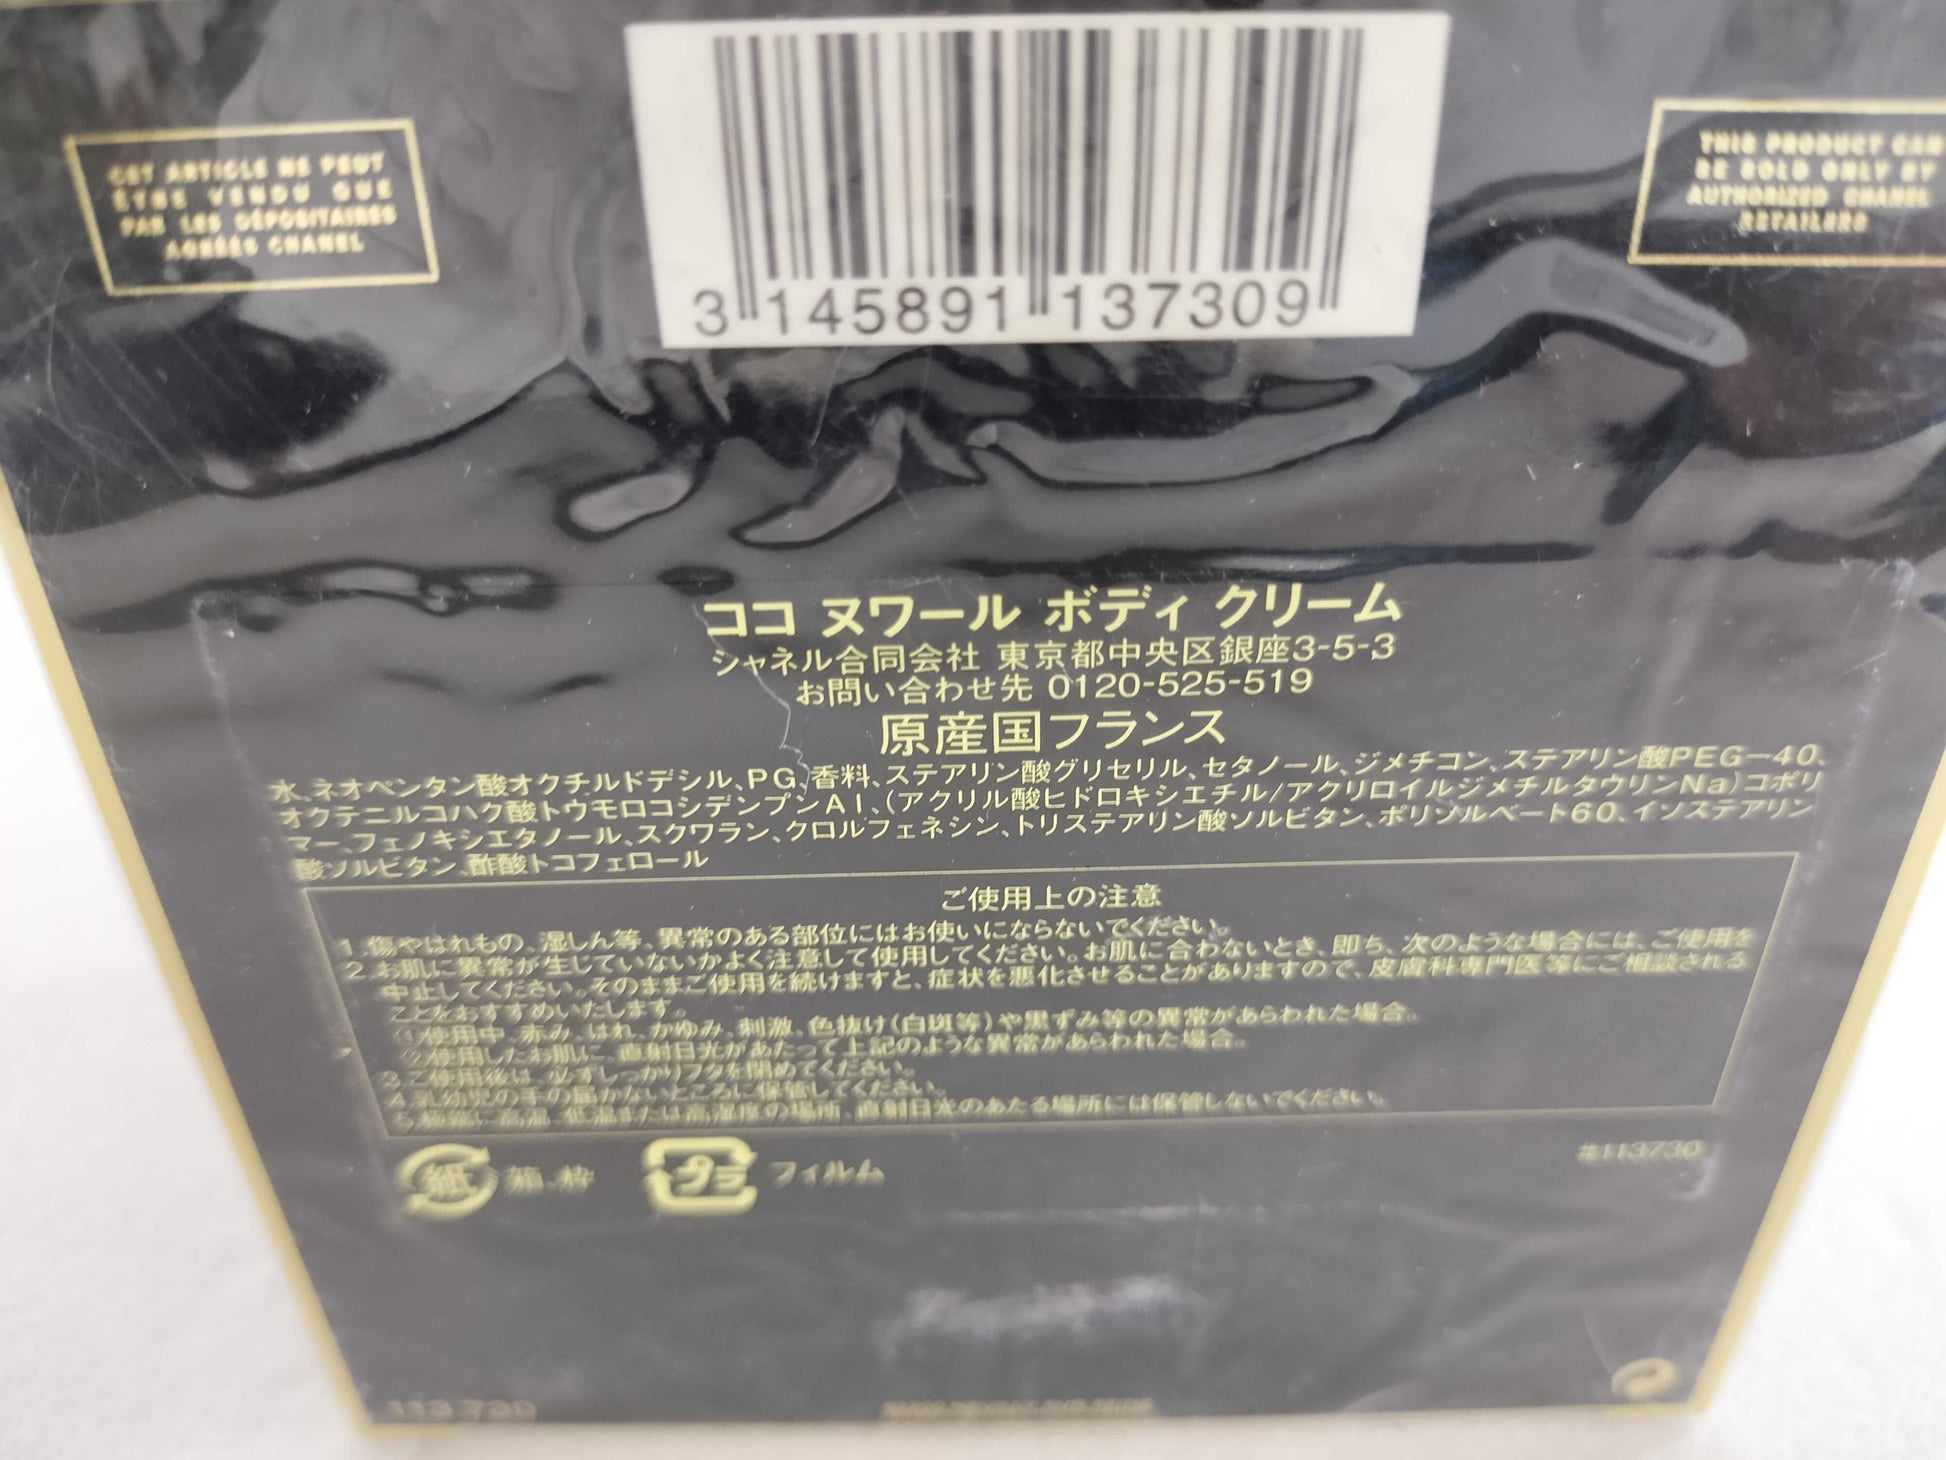 CET ARTICLE NE PEUT
ÊTRE VENDU QUE
PAR LES DÉPOSITAIRES
AGRÉÉS CHANEL
3 145891 137309
THIS PRODUCT CAN
BE SOLD ONLY BY
AUTHORIZED CHANEL
RETAILERS
ココ ヌワール ボディ クリーム
シャネル合同会社 東京都中央区銀座3-5-3
お問い合わせ先 0120-525-519
原産国フランス
水、ネオペンタン酸オクチルドデシル、PG、香料、ステアリン酸グリセリル、セタノール、ジメチコン、ステアリン酸PEG-40、
オクテニルコハク酸トウモロコシデンプンAl、(アクリル酸ヒドロキシエチル/アクリロイルジメチルタウリンNa)コポリ
マー、フェノキシエタノール、スクワラン、クロルフェネシン、トリステアリン酸ソルビタン、ポリソルベート60、イソステアリン
酸ソルビタン、酢酸トコフェロール
ご使用上の注意
1.傷やはれもの、湿しん等、異常のある部位にはお使いにならないでください。
2.お肌に異常が生じていないかよく注意して使用してください。お肌に合わないとき、即ち、次のような場合には、ご使用を
中止してください。そのままご使用を続けますと、症状を悪化させることがありますので、皮膚科専門医等にご相談される
ことをおすすめいたします。
①使用中、赤み、はれ、かゆみ、刺激、色抜け(白斑等)や黒ずみ等の異常があらわれた場合。
②使用したお肌に、直射日光があたって上記のような異常があらわれた場合。
3.ご使用後は、必ずしっかりフタを閉めてください。
4.乳幼児の手の届かないところに保管してください。
5.極端に高温、低温または高湿度の場所、直射日光のあたる場所には保管しないでください。
紙 箱、枠 プラ フィルム
#113730
113.730